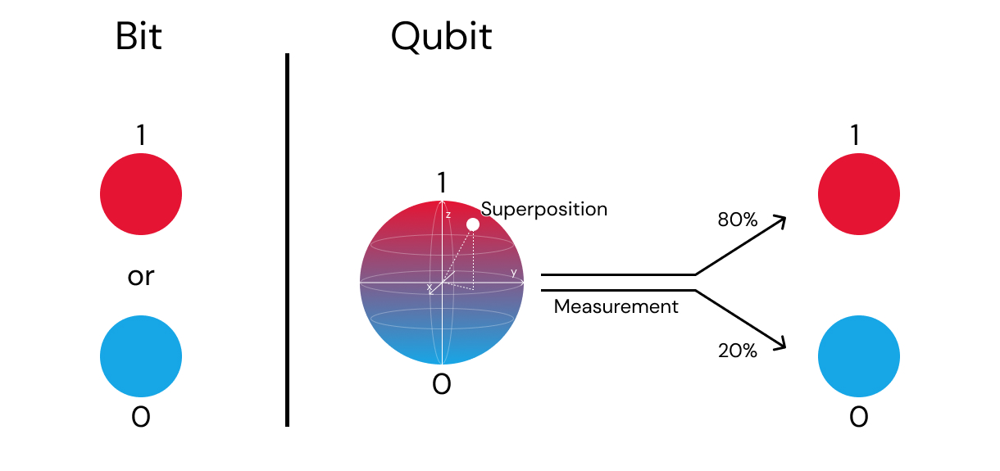 Bit
Qubit
1
or
0
1
z
Superposition
y
x
0
Measurement
80%
20%
1
0